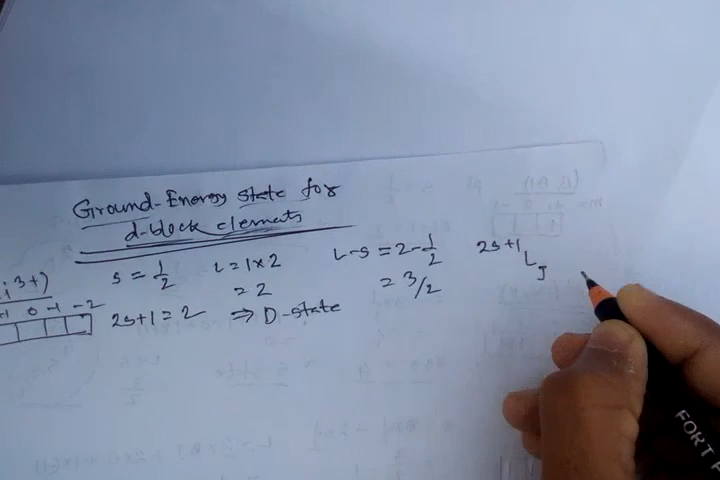 Ground-Energy state for
d-block elements
i3+)
+1 0 -1 -2
S = 1/2 L = 1×2 L-S = 2 - 1/2 2S+1 L J
= 2 = 3/2
2S+1 = 2 ⇒ D-state
FORT